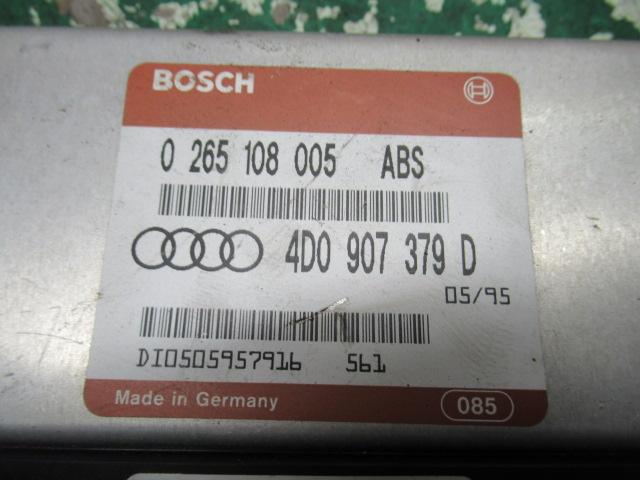 BOSCH
0 265 108 005 ABS
4D0 907 379 D
05/95
DI0505957916 561
Made in Germany 085